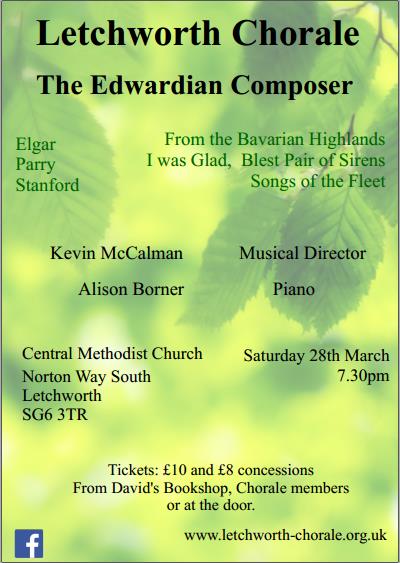 Letchworth Chorale
The Edwardian Composer
Elgar From the Bavarian Highlands
Parry I was Glad, Blest Pair of Sirens
Stanford Songs of the Fleet
Kevin McCalman Musical Director
Alison Borner Piano
Central Methodist Church
Norton Way South
Letchworth
SG6 3TR
Saturday 28th March
7.30pm
Tickets: £10 and £8 concessions
From David's Bookshop, Chorale members
or at the door.
www.letchworth-chorale.org.uk
f